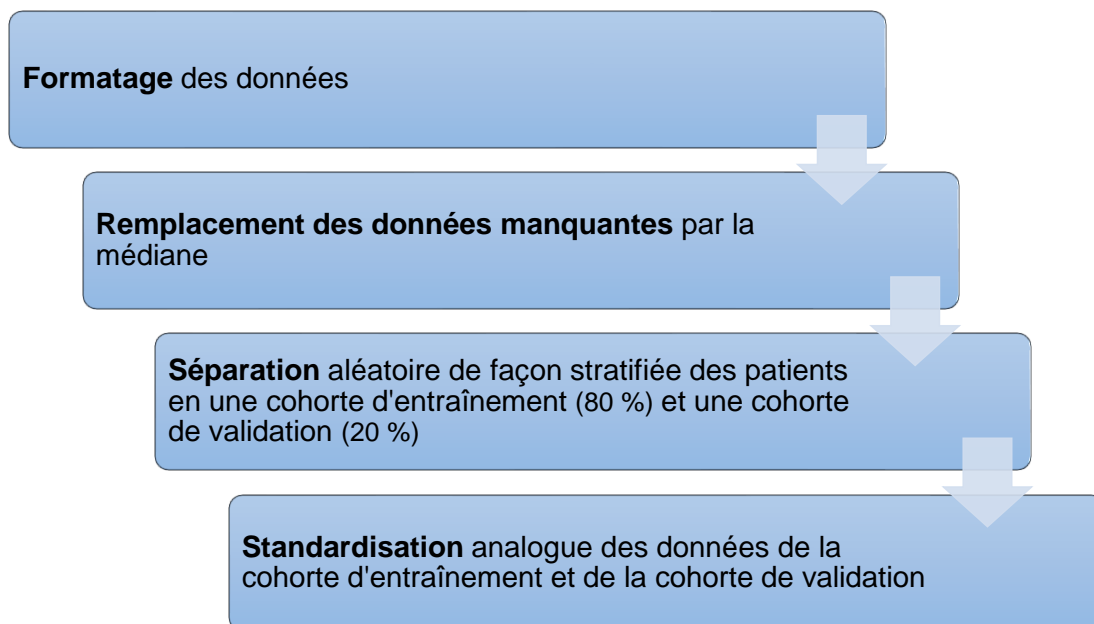 Formatage des données
Remplacement des données manquantes par la
médiane
Séparation aléatoire de façon stratifiée des patients
en une cohorte d'entraînement (80 %) et une cohorte
de validation (20 %)
Standardisation analogue des données de la
cohorte d'entraînement et de la cohorte de validation